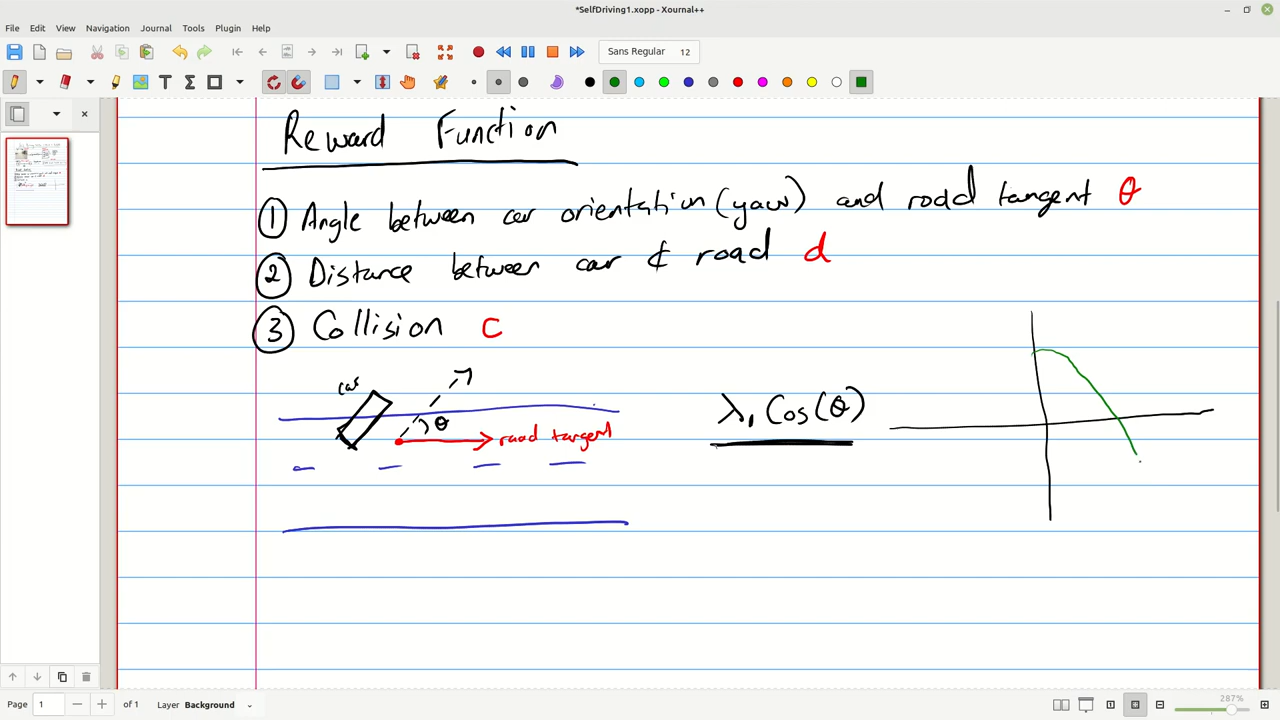 *SelfDriving1.xopp - Xournal++
File Edit View Navigation Journal Tools Plugin Help
Sans Regular 12
Reward Function
① Angle between car orientation (yaw) and road tangent θ
② Distance between car & road d
③ Collision c
car
θ
road tangent
λ₁ Cos(θ)
Page 1 of 1 Layer Background
287%